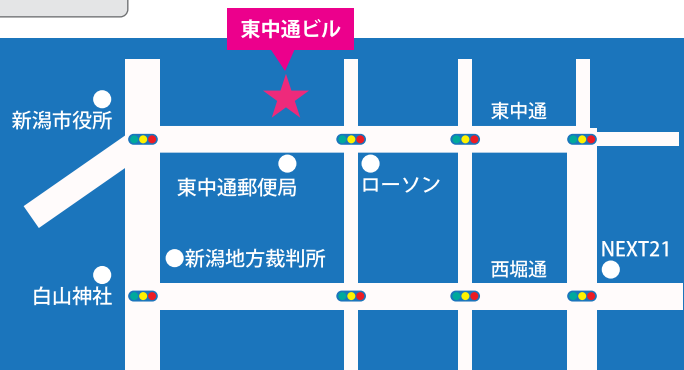 東中通ビル
新潟市役所
東中通
東中通郵便局
ローソン
新潟地方裁判所
西堀通
NEXT21
白山神社